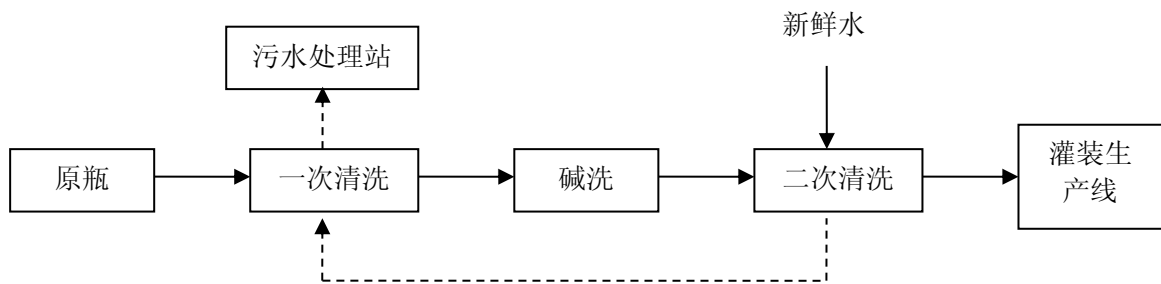 新鲜水
污水处理站
原瓶
一次清洗
碱洗
二次清洗
灌装生
产线